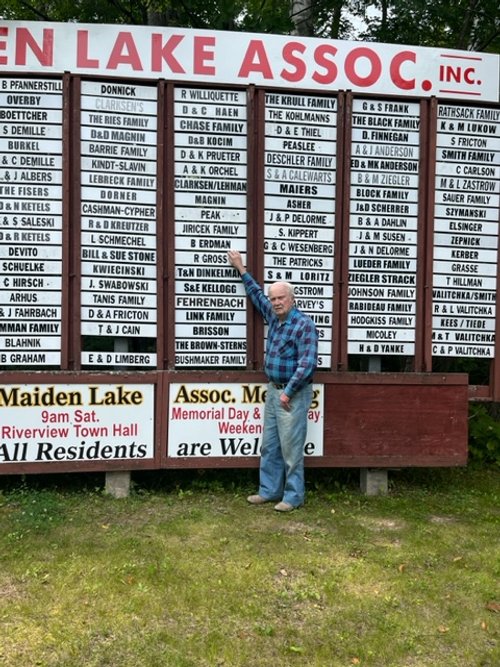 EN LAKE ASSOC. INC.
B PFANNERSTILL
OVERBY
BOETTCHER
S DEMILLE
BURKEL
& C DEMILLE
& J ALBERS
THE FISERS
D & N KETELS
& S SALESKI
D & R KETELS
DEVITO
SCHUELKE
C HIRSCH
ARHUS
J FAHRBACH
MMAN FAMILY
BLAHNIK
B GRAHAM
DONNICK
CLARKSEN'S
THE RIES FAMILY
D&D MAGNIN
BARRIE FAMILY
KINDT-SLAVIN
LEBRECK FAMILY
DORNER
CASHMAN-CYPHER
R & D KREUTZER
L SCHMECHEL
BILL & SUE STONE
KWIECINSKI
J. SWABOWSKI
TANIS FAMILY
D & A FRICTON
T & J CAIN
E & D LIMBERG
R WILLIQUETTE
D & C HAEN
CHASE FAMILY
D&B KOCIM
D & K PRUETER
A & K ORCHEL
CLARKSEN/LEHMAN
MAGNIN
PEAK
JIRICEK FAMILY
B ERDMAN
R GROSS
T&N DINKELMAN
S&E KELLOGG
FEHRENBACH
LINK FAMILY
BRISSON
THE BROWN-STERNS
BUSHMAKER FAMILY
THE KRULL FAMILY
THE KOHLMANNS
D & E THIEL
PEASLEE
DESCHLER FAMILY
S & A CALEWARTS
MAIERS
ASHER
J & P DELORME
S. KIPPERT
G & C WESENBERG
THE PATRICKS
S & M LORITZ
G & S FRANK
THE BLACK FAMILY
D. FINNEGAN
A & J ANDERSON
ED & MK ANDERSEN
B & M ZIEGLER
BLOCK FAMILY
J&D SCHERER
B & A DAHLIN
J & M SUSEN
J & N DELORME
LUEDER FAMILY
ZIEGLER STRACK
JOHNSON FAMILY
RABIDEAU FAMILY
HODGKISS FAMILY
MICOLEY
H & D YANKE
RATHSACK FAMILY
K & M LUKOW
S FRICTON
SMITH FAMILY
C CARLSON
M & L ZASTROW
SAUER FAMILY
SZYMANSKI
ELSINGER
ZEPNICK
KERBER
GRASSE
T HILLMAN
VALITCHKA/SMITH
R & L VALITCHKA
KEES / TIEDE
M & T VALITCHKA
C & P VALITCHKA
Maiden Lake
9am Sat.
Riverview Town Hall
All Residents
Assoc.
Memorial Day &
are